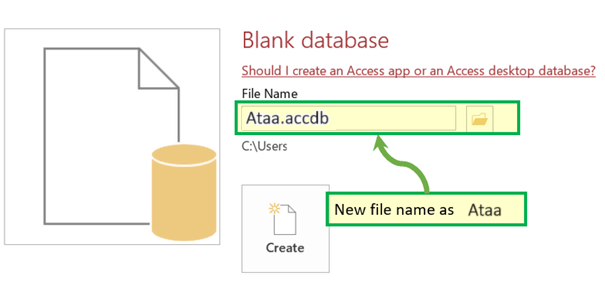 Blank database
Should I create an Access app or an Access desktop database?
File Name
Ataa.accdb
C:\Users
New file name as Ataa
Create